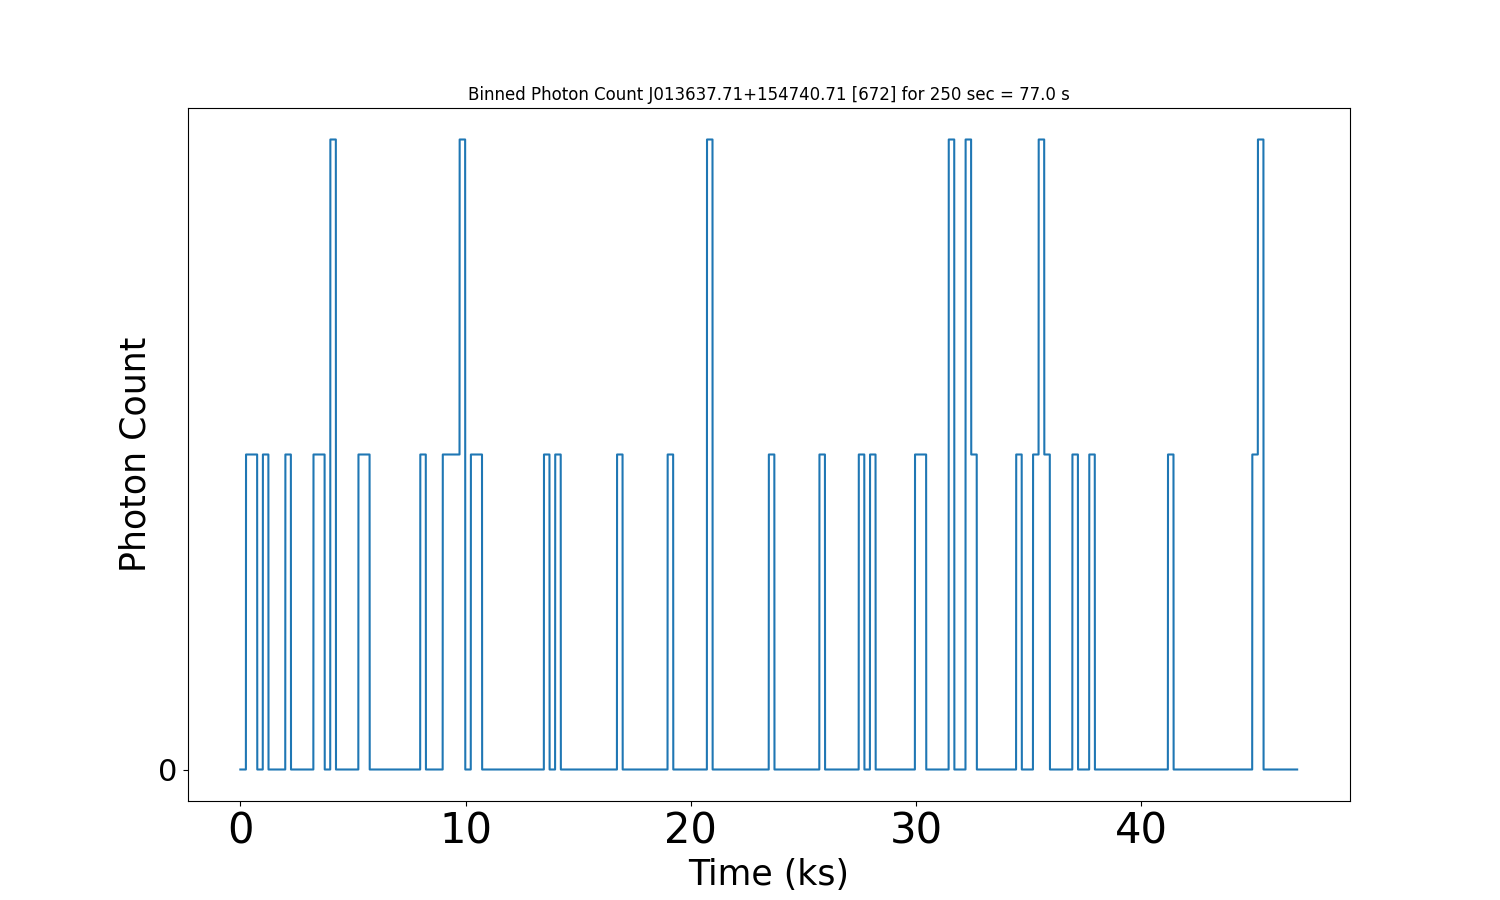 Binned Photon Count J013637.71+154740.71 [672] for 250 sec = 77.0 s
Photon Count
0
0 10 20 30 40
Time (ks)